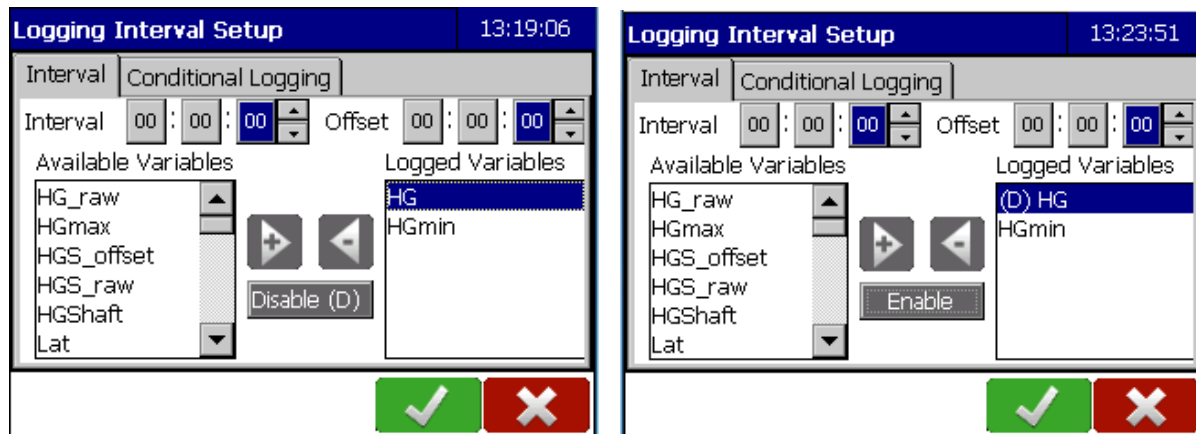 Logging Interval Setup 13:19:06
Interval Conditional Logging
Interval 00 : 00 : 00 Offset 00 : 00 : 00
Available Variables Logged Variables
HG_raw HG
HGmax HGmin
HGS_offset
HGS_raw
HGShaft
Lat
+ -
Disable (D)
Logging Interval Setup 13:23:51
Interval Conditional Logging
Interval 00 : 00 : 00 Offset 00 : 00 : 00
Available Variables Logged Variables
HG_raw (D) HG
HGmax HGmin
HGS_offset
HGS_raw
HGShaft
Lat
+ -
Enable